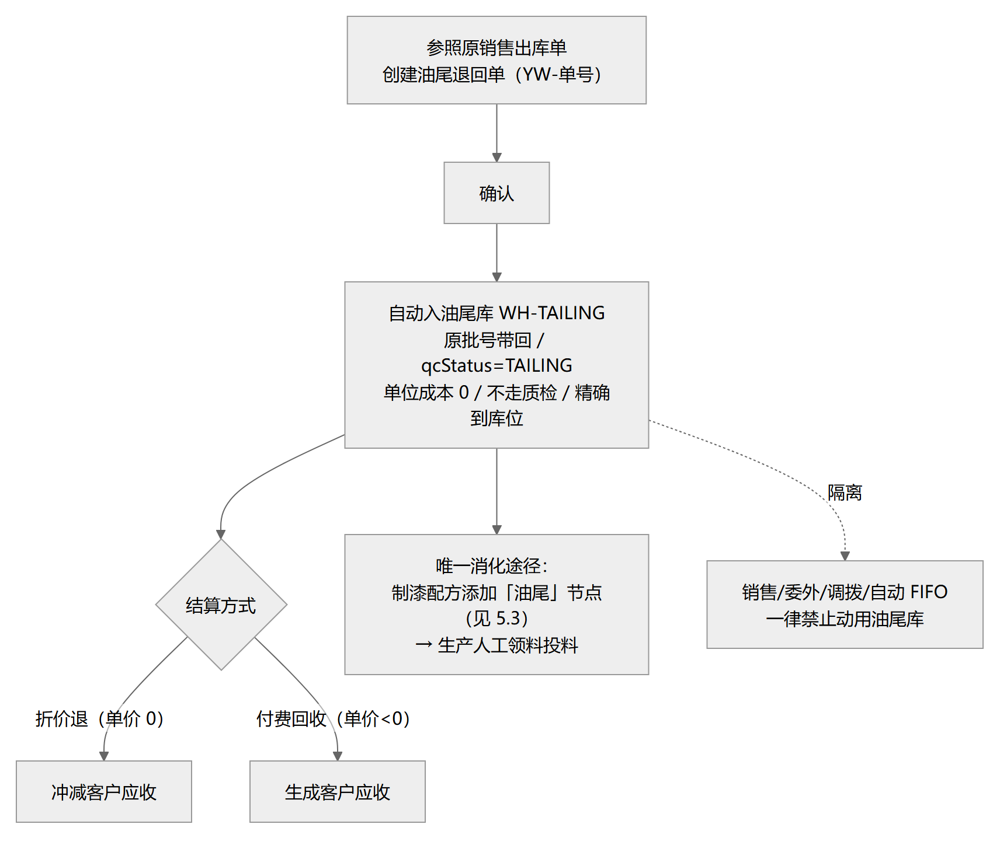 参照原销售出库单
创建油尾退回单（YW-单号）
确认
自动入油尾库 WH-TAILING
原批号带回 /
qcStatus=TAILING
单位成本 0 / 不走质检 / 精确
到库位
隔离
结算方式
唯一消化途径：
制漆配方添加「油尾」节点
（见 5.3）
→ 生产人工领料投料
销售/委外/调拨/自动 FIFO
一律禁止动用油尾库
折价退（单价 0）
付费回收（单价<0）
冲减客户应收
生成客户应收